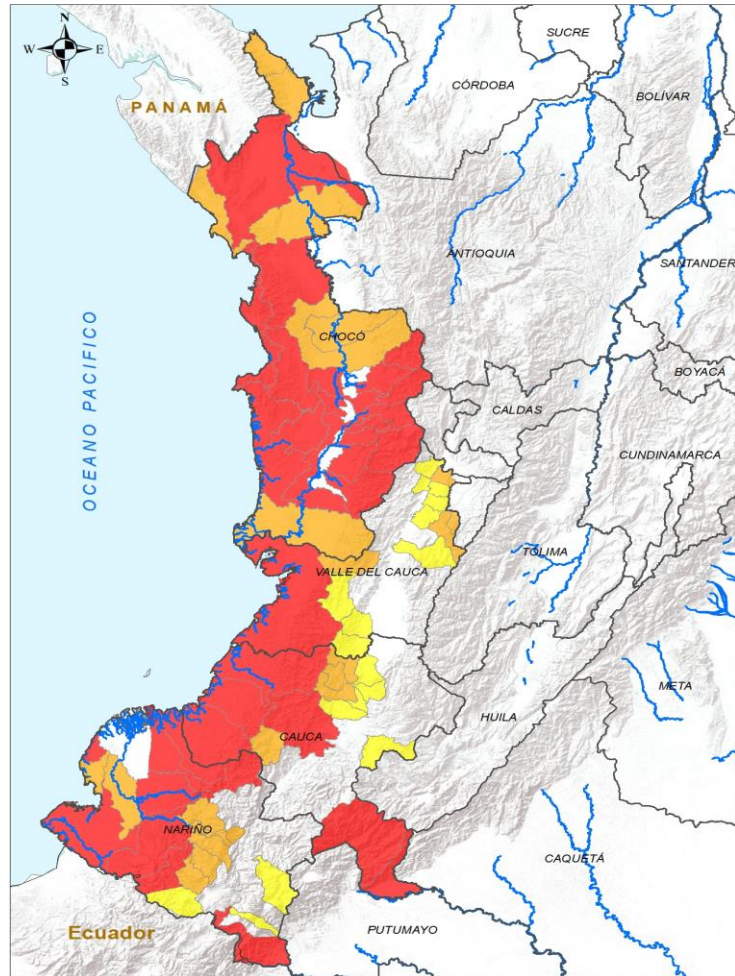 N
W E
S
SUCRE
CÓRDOBA
BOLÍVAR
PANAMÁ
ANTIOQUIA
SANTANDER
CHOCÓ
BOYACÁ
CALDAS
OCEANO PACIFICO
CUNDINAMARCA
TOLIMA
VALLE DEL CAUCA
META
HUILA
CAUCA
NARIÑO
CAQUETÁ
Ecuador
PUTUMAYO